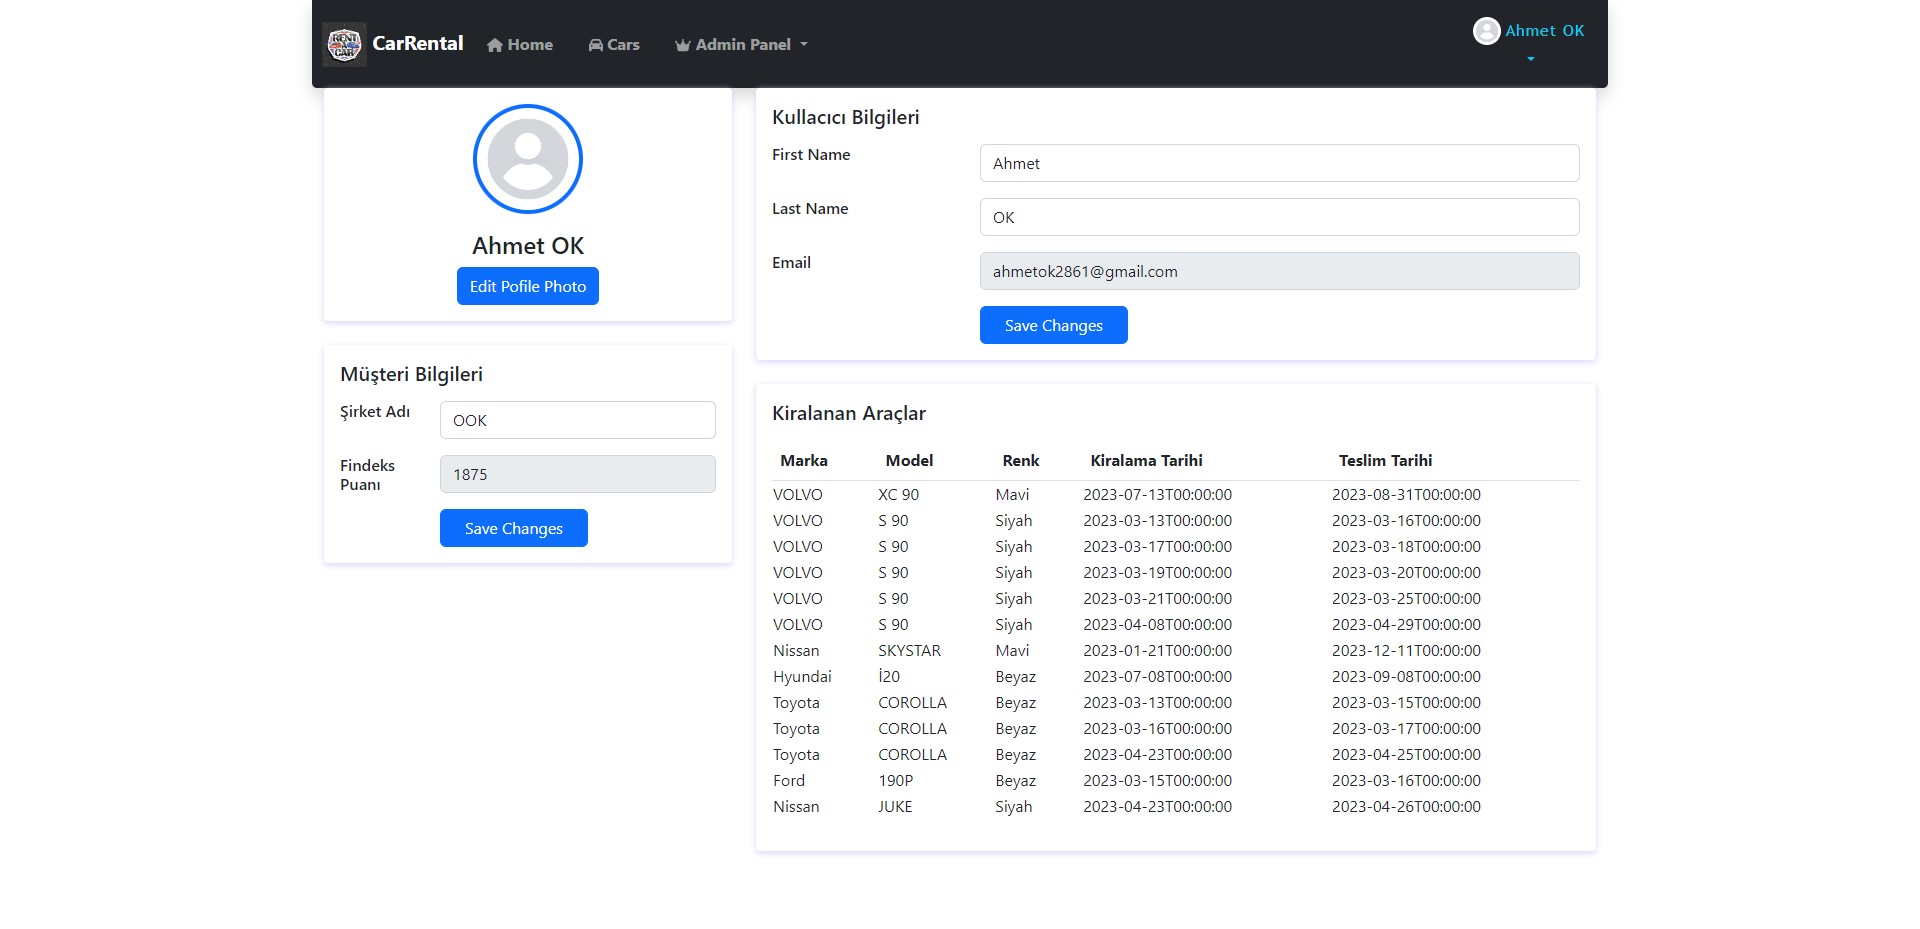 RENT A CAR
CarRental Home Cars Admin Panel
Ahmet OK
Ahmet OK
Edit Pofile Photo
Müşteri Bilgileri
Şirket Adı OOK
Findeks Puanı 1875
Save Changes
Kullacıcı Bilgileri
First Name Ahmet
Last Name OK
Email ahmetok2861@gmail.com
Save Changes
Kiralanan Araçlar
Marka Model Renk Kiralama Tarihi Teslim Tarihi
VOLVO XC 90 Mavi 2023-07-13T00:00:00 2023-08-31T00:00:00
VOLVO S 90 Siyah 2023-03-13T00:00:00 2023-03-16T00:00:00
VOLVO S 90 Siyah 2023-03-17T00:00:00 2023-03-18T00:00:00
VOLVO S 90 Siyah 2023-03-19T00:00:00 2023-03-20T00:00:00
VOLVO S 90 Siyah 2023-03-21T00:00:00 2023-03-25T00:00:00
VOLVO S 90 Siyah 2023-04-08T00:00:00 2023-04-29T00:00:00
Nissan SKYSTAR Mavi 2023-01-21T00:00:00 2023-12-11T00:00:00
Hyundai İ20 Beyaz 2023-07-08T00:00:00 2023-09-08T00:00:00
Toyota COROLLA Beyaz 2023-03-13T00:00:00 2023-03-15T00:00:00
Toyota COROLLA Beyaz 2023-03-16T00:00:00 2023-03-17T00:00:00
Toyota COROLLA Beyaz 2023-04-23T00:00:00 2023-04-25T00:00:00
Ford 190P Beyaz 2023-03-15T00:00:00 2023-03-16T00:00:00
Nissan JUKE Siyah 2023-04-23T00:00:00 2023-04-26T00:00:00